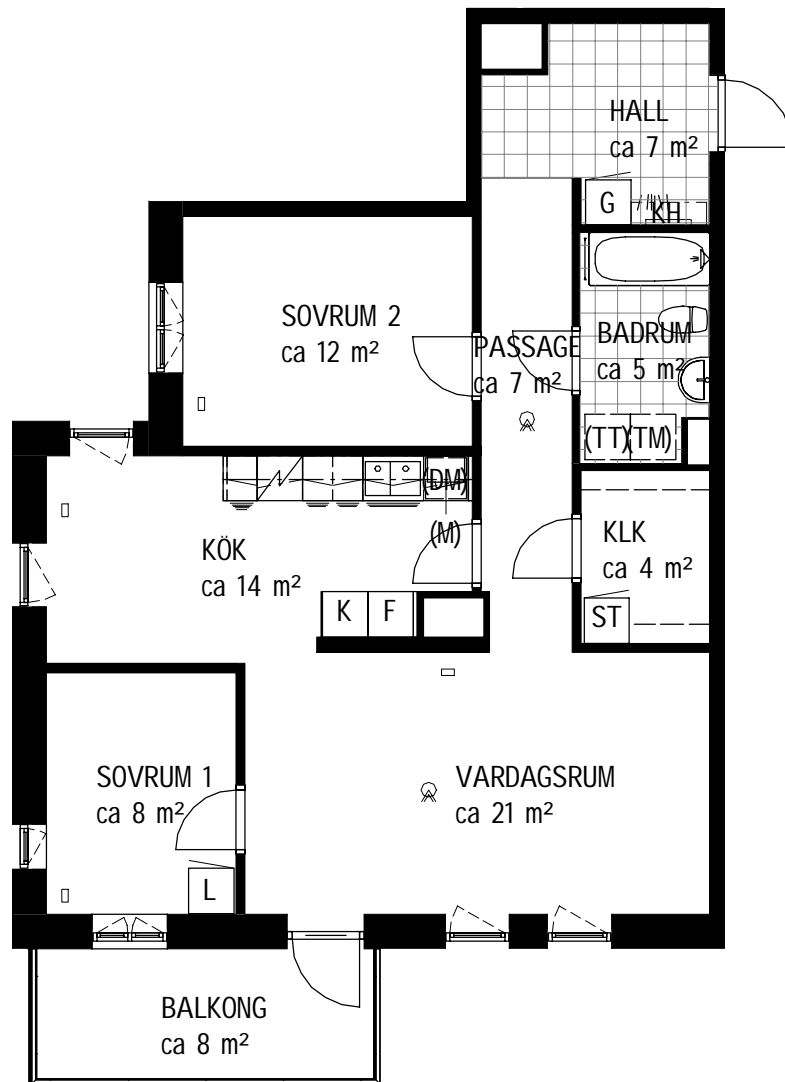 HALL
ca 7 m²
G
KH
SOVRUM 2
ca 12 m²
PASSAGE
ca 7 m²
BADRUM
ca 5 m²
(TT)
(TM)
(DM)
(M)
KÖK
ca 14 m²
KLK
ca 4 m²
K
F
ST
SOVRUM 1
ca 8 m²
VARDAGSRUM
ca 21 m²
L
BALKONG
ca 8 m²